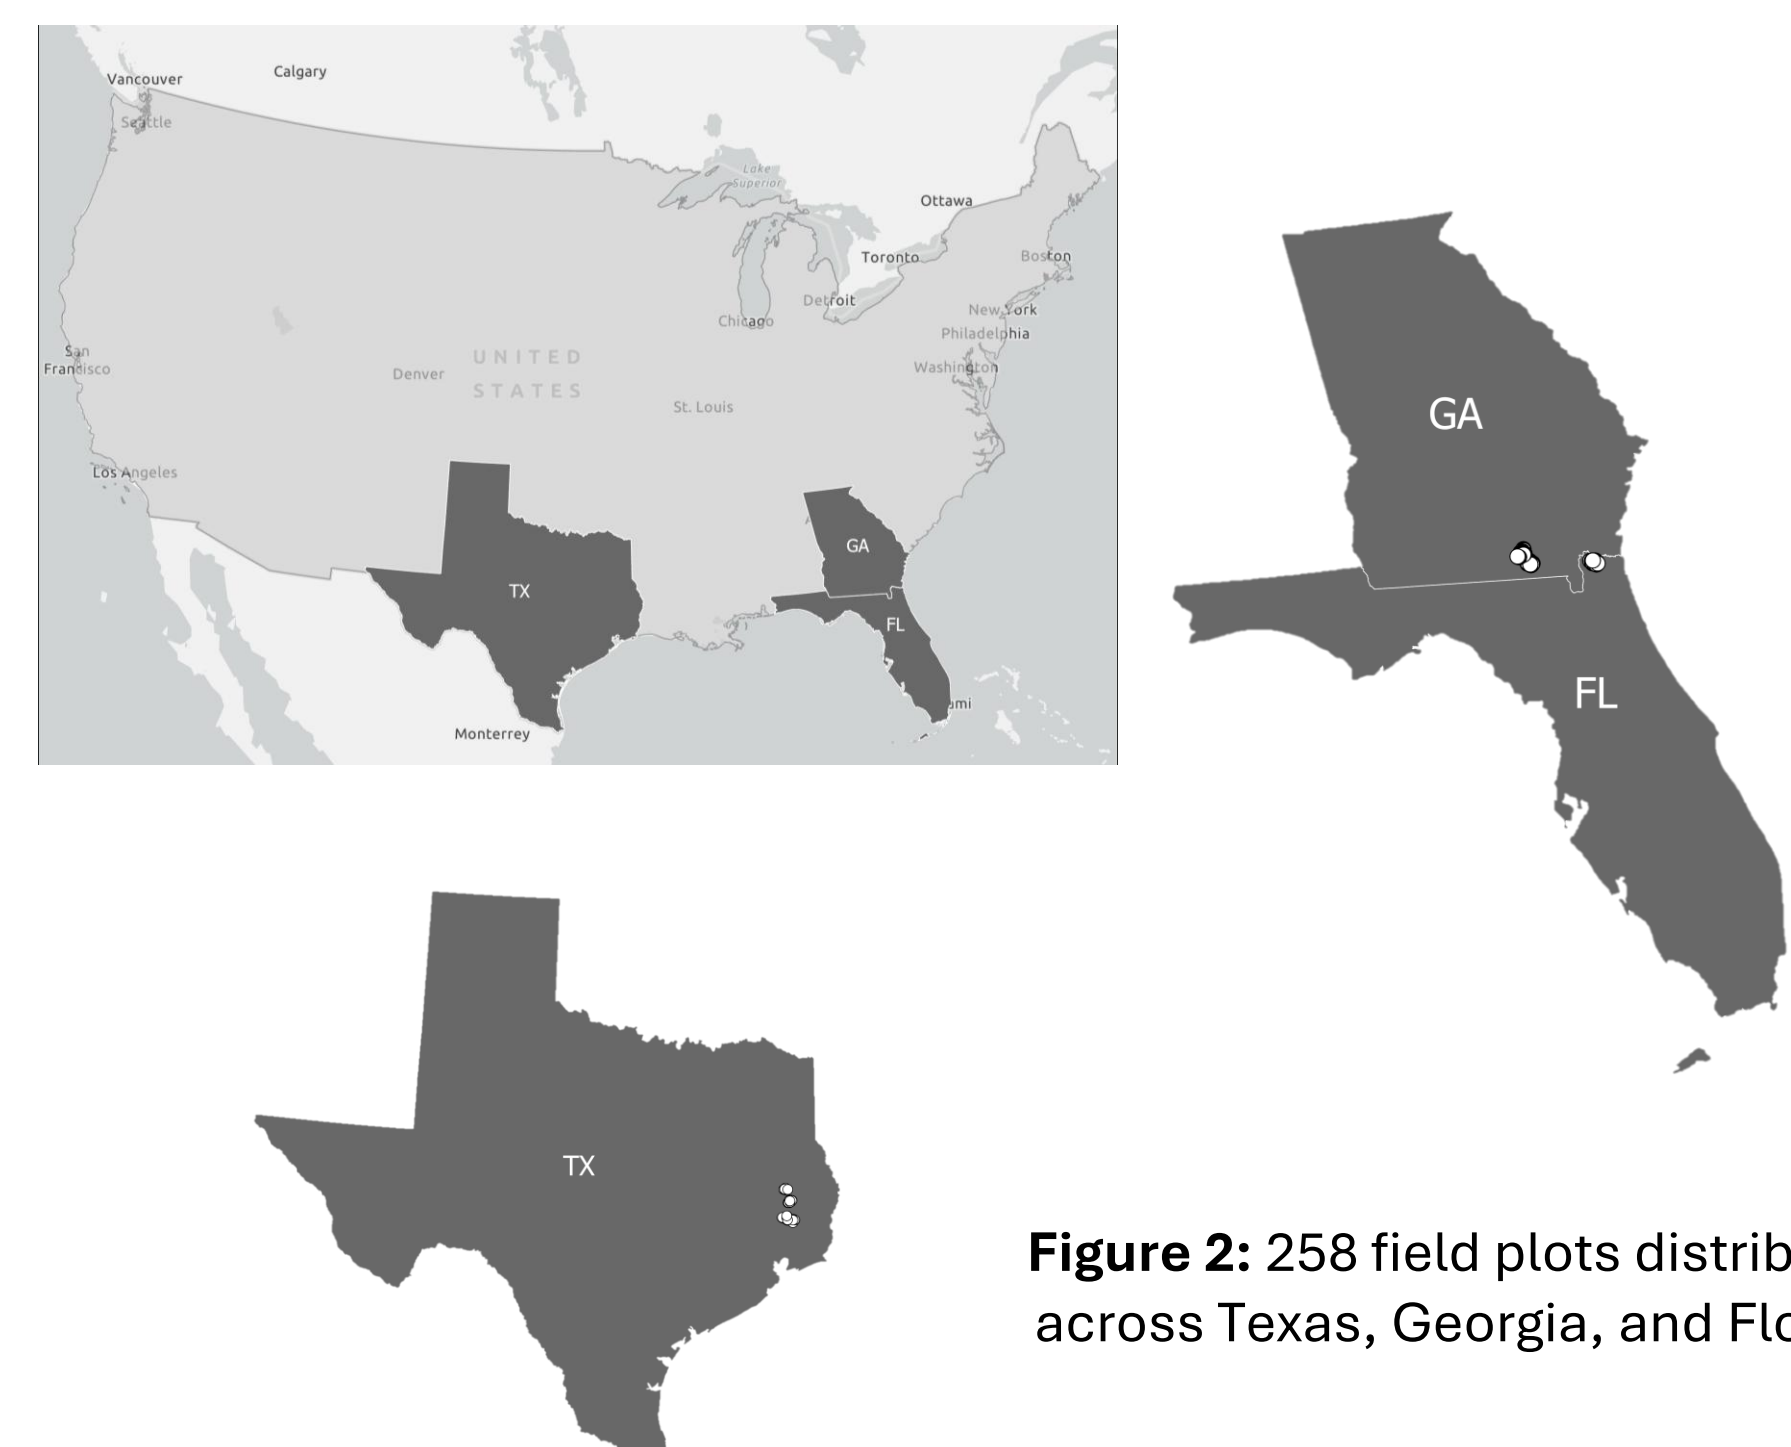 Vancouver
Calgary
Seattle
Lake
Superior
Ottawa
Toronto
Boston
Detroit
New York
Chicago
Philadelphia
San
Francisco
UNITED
STATES
Denver
Washington
St. Louis
Los Angeles
GA
TX
FL
ami
Monterrey
GA
FL
TX
Figure 2: 258 field plots distrib
across Texas, Georgia, and Flo